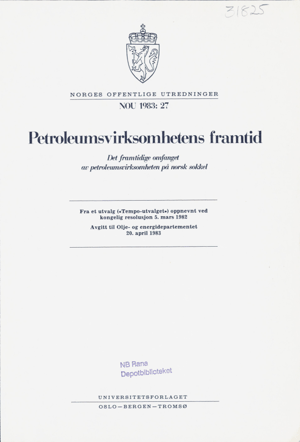 31825
NORGES OFFENTLIGE UTREDNINGER
NOU 1983: 27
Petroleumsvirksomhetens framtid
Det framtidige omfanget
av petroleumsvirksomheten på norsk sokkel
Fra et utvalg («Tempo-utvalget») oppnevnt ved
kongelig resolusjon 5. mars 1982
Avgitt til Olje- og energidepartementet
20. april 1983
NB Rana
Depotbiblioteket
UNIVERSITETSFORLAGET
OSLO – BERGEN – TROMSØ